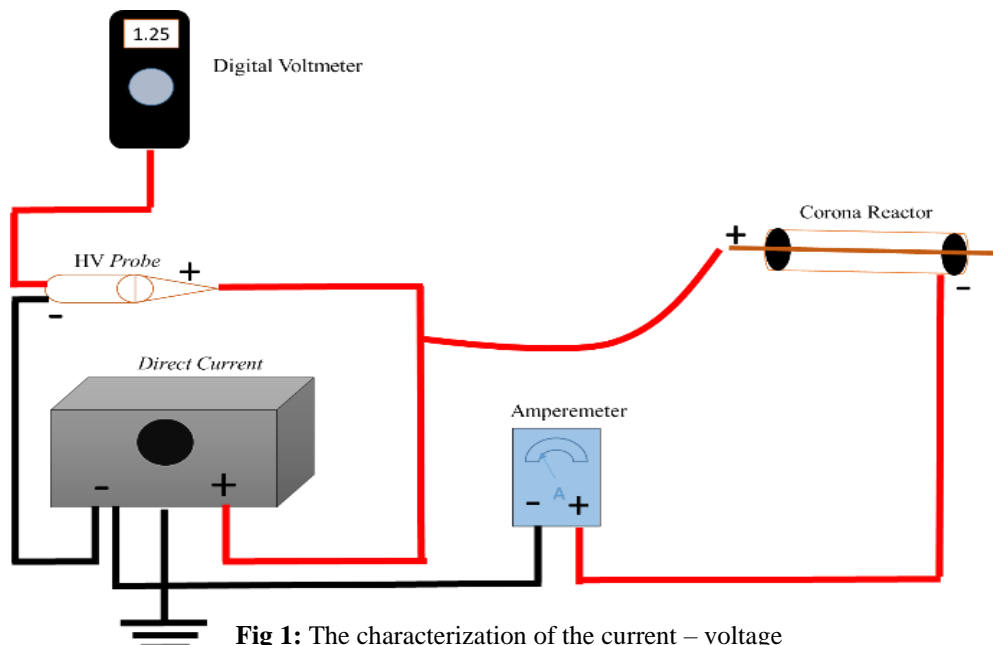 1.25
Digital Voltmeter
Corona Reactor
+
-
HV Probe
+
-
Direct Current
- +
Amperemeter
A
- +
Fig 1: The characterization of the current – voltage